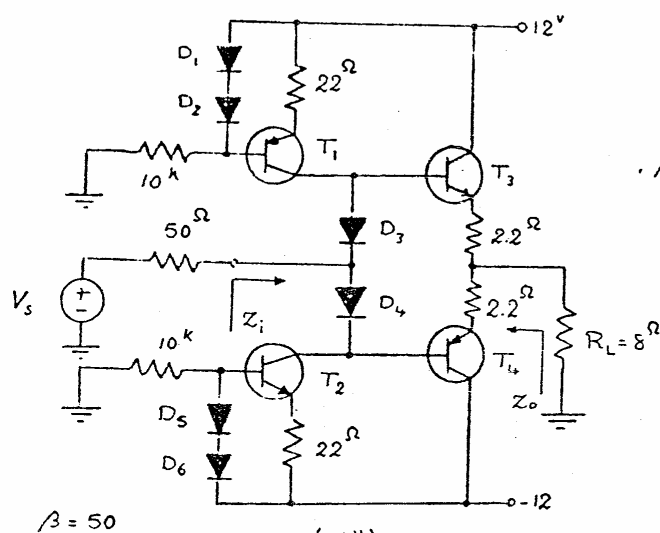 12ᵛ
D₁
22Ω
D₂
T₁
T₃
10ᵏ
50Ω
D₃
2.2Ω
Vₛ
+
-
Zᵢ
D₄
2.2Ω
10ᵏ
R_L = 8Ω
T₂
T₄
Zₒ
D₅
22Ω
D₆
-12
β = 50